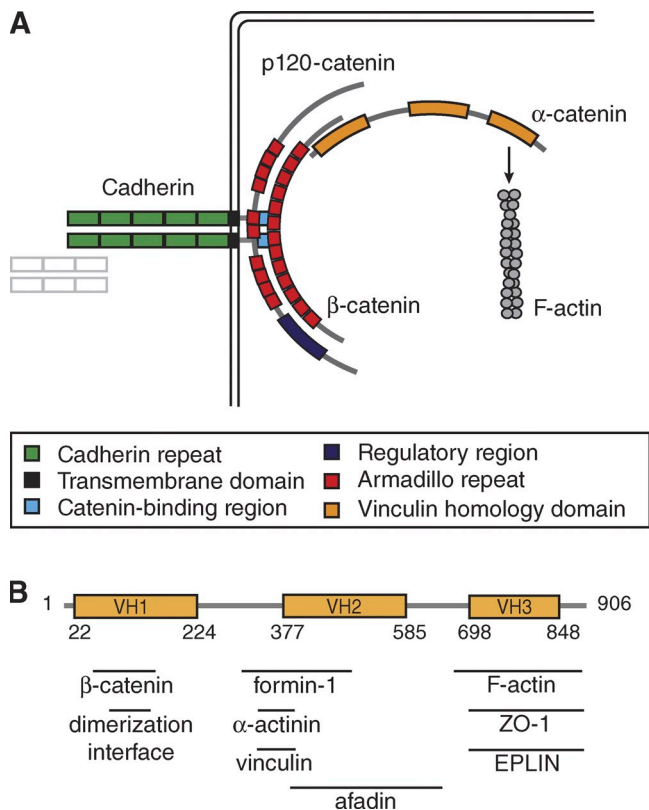 A
p120-catenin
α-catenin
Cadherin
β-catenin
F-actin
Cadherin repeat
Transmembrane domain
Catenin-binding region
Regulatory region
Armadillo repeat
Vinculin homology domain
B
1 VH1 VH2 VH3 906
22 224 377 585 698 848
β-catenin formin-1 F-actin
dimerization α-actinin ZO-1
interface vinculin EPLIN
afadin